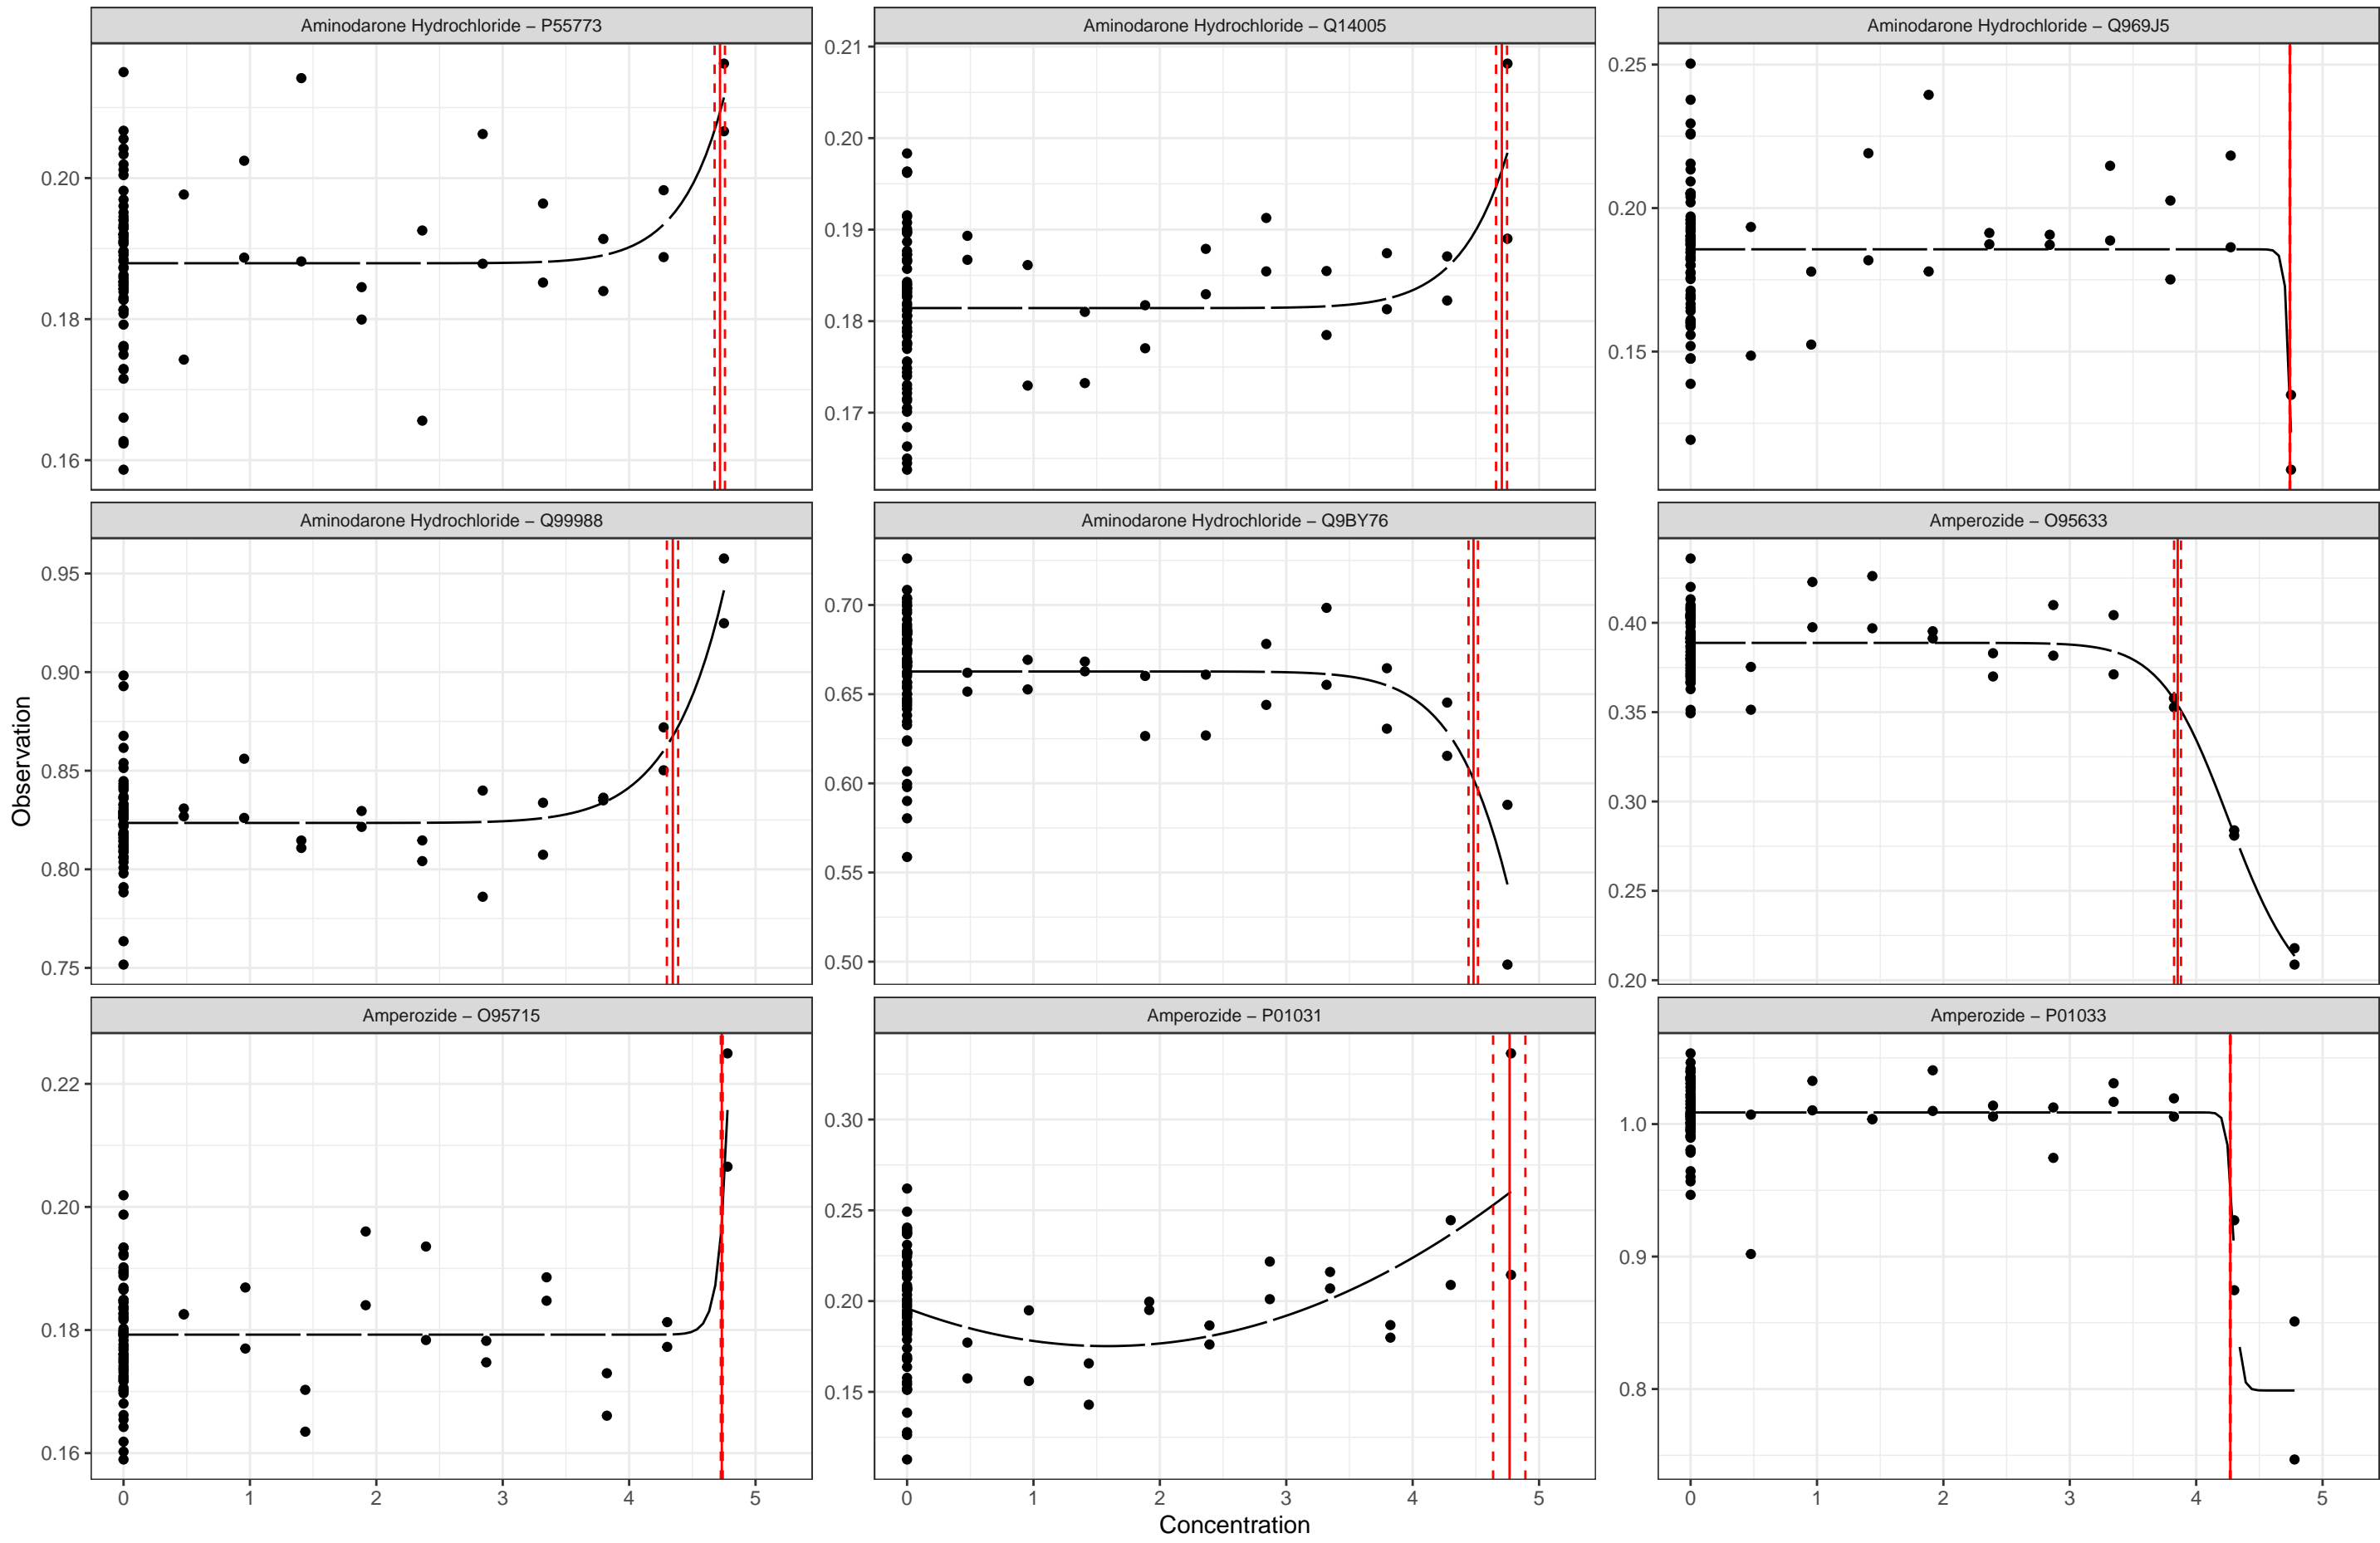 Aminodarone Hydrochloride – P55773
Aminodarone Hydrochloride – Q14005
Aminodarone Hydrochloride – Q969J5
0.20
0.18
0.16
0.21
0.20
0.19
0.18
0.17
0.25
0.20
0.15
Aminodarone Hydrochloride – Q99988
Aminodarone Hydrochloride – Q9BY76
Amperozide – O95633
0.95
0.90
0.85
0.80
0.75
0.70
0.65
0.60
0.55
0.50
0.40
0.35
0.30
0.25
0.20
Observation
Amperozide – O95715
Amperozide – P01031
Amperozide – P01033
0.22
0.20
0.18
0.16
0.30
0.25
0.20
0.15
1.0
0.9
0.8
0 1 2 3 4 5
0 1 2 3 4 5
0 1 2 3 4 5
Concentration